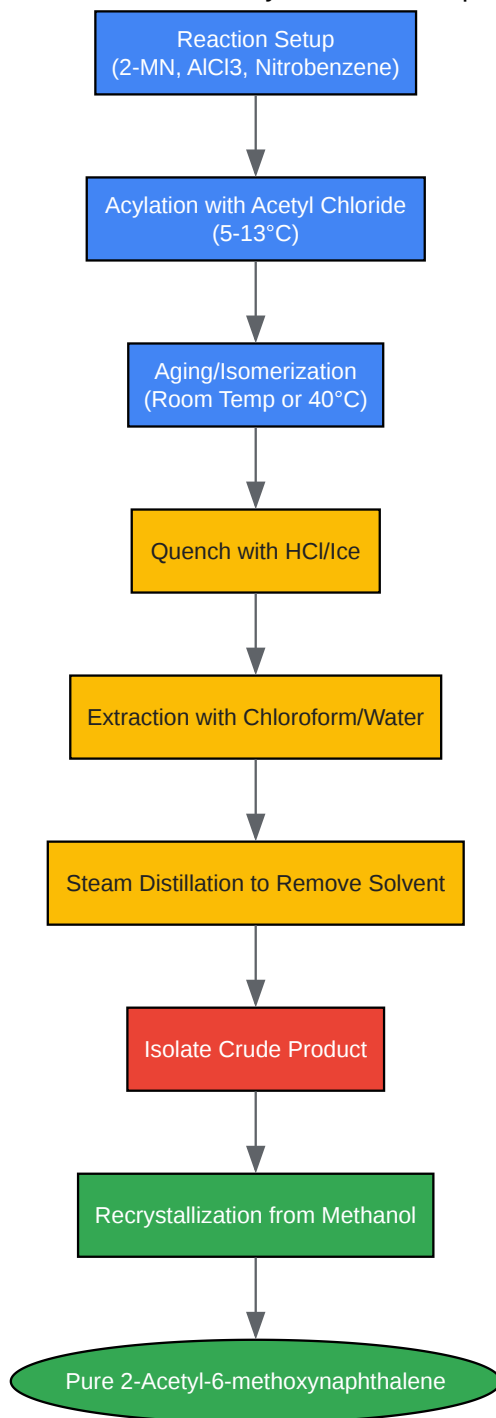 Reaction Setup
(2-MN, AlCl3, Nitrobenzene)
Acylation with Acetyl Chloride
(5-13°C)
Aging/Isomerization
(Room Temp or 40°C)
Quench with HCl/Ice
Extraction with Chloroform/Water
Steam Distillation to Remove Solvent
Isolate Crude Product
Recrystallization from Methanol
Pure 2-Acetyl-6-methoxynaphthalene